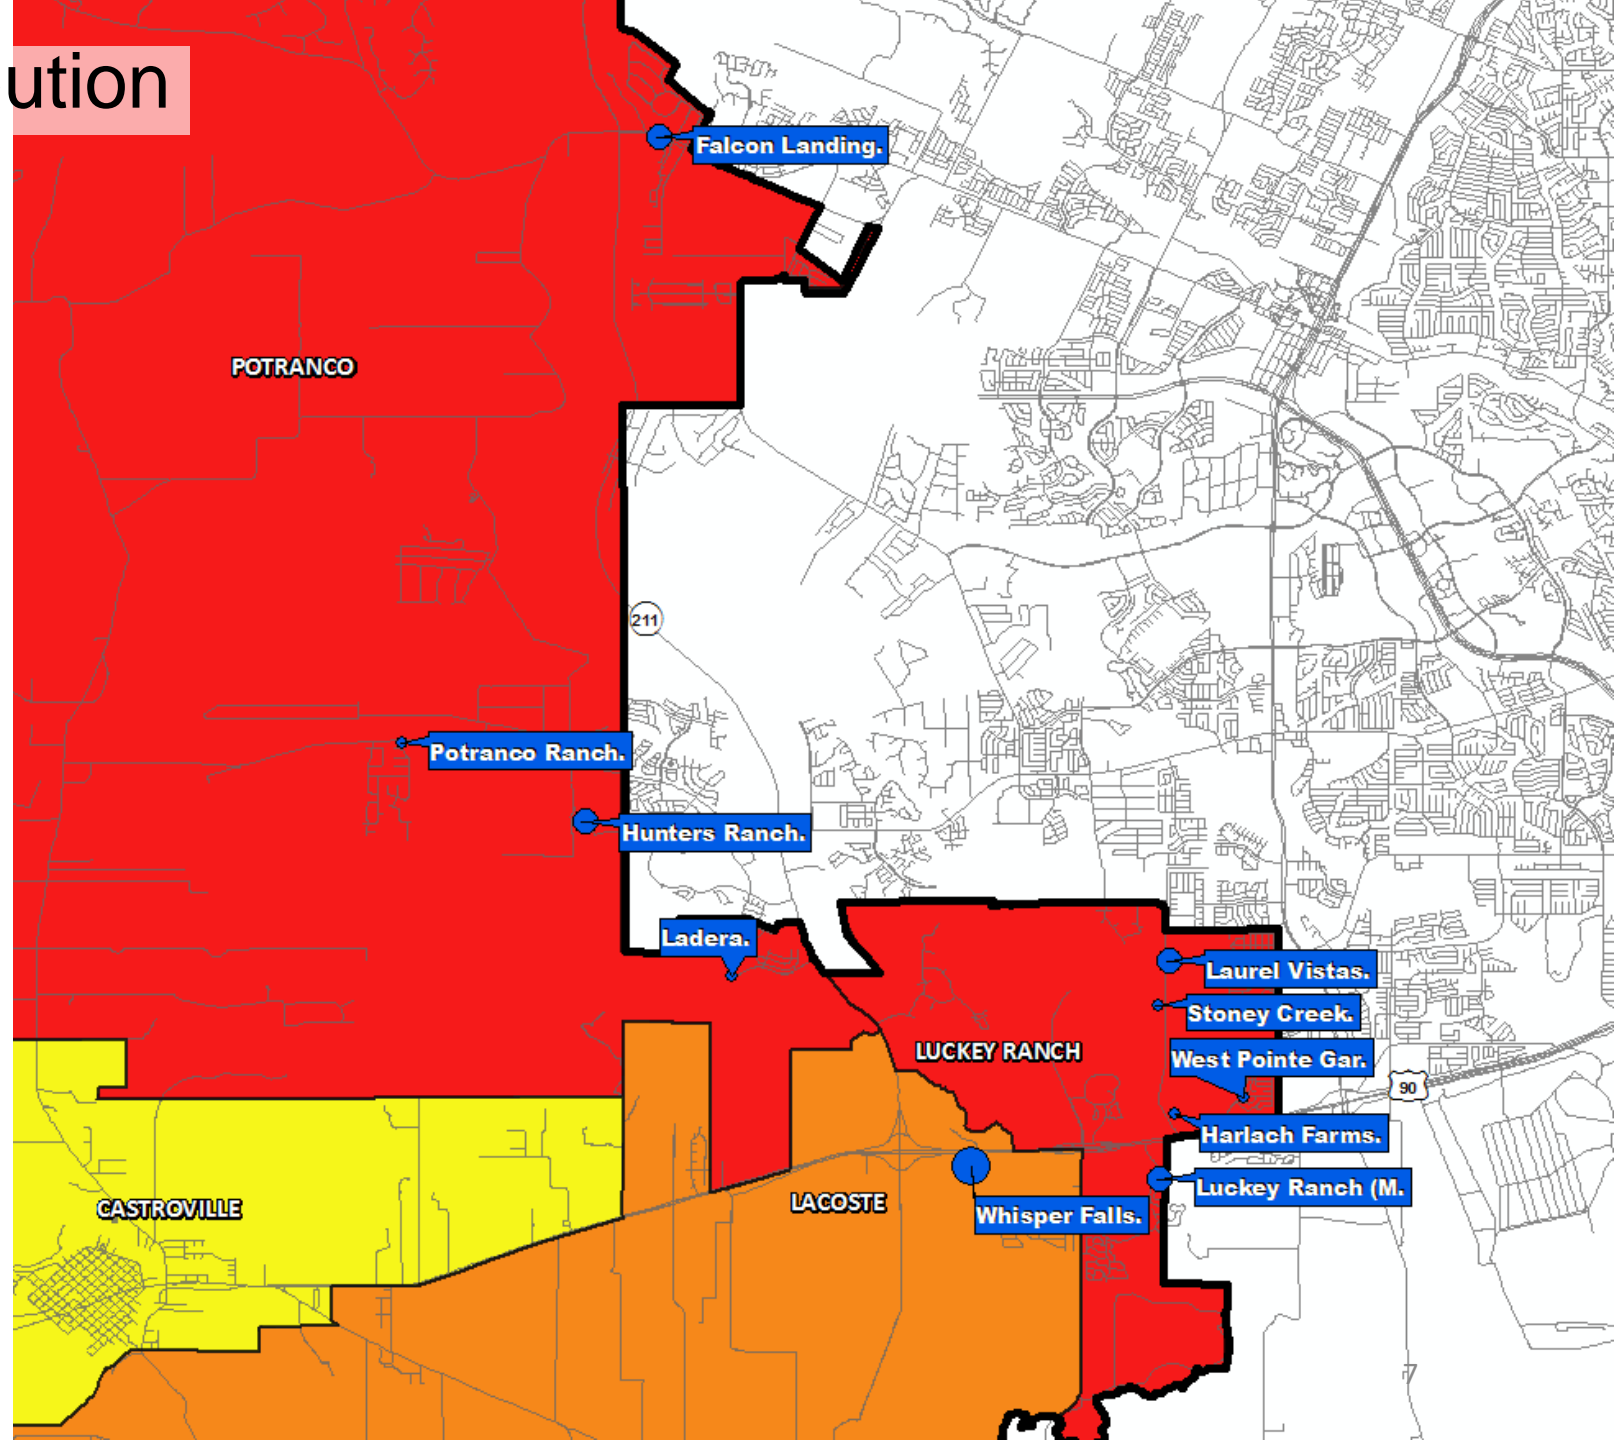 ution
Falcon Landing.
POTRANCO
211
Potranco Ranch.
Hunters Ranch.
Ladera.
Laurel Vistas.
Stoney Creek.
LUCKEY RANCH
West Pointe Gar.
90
Harlach Farms.
Luckey Ranch (M.
CASTROVILLE
LACOSTE
Whisper Falls.
7